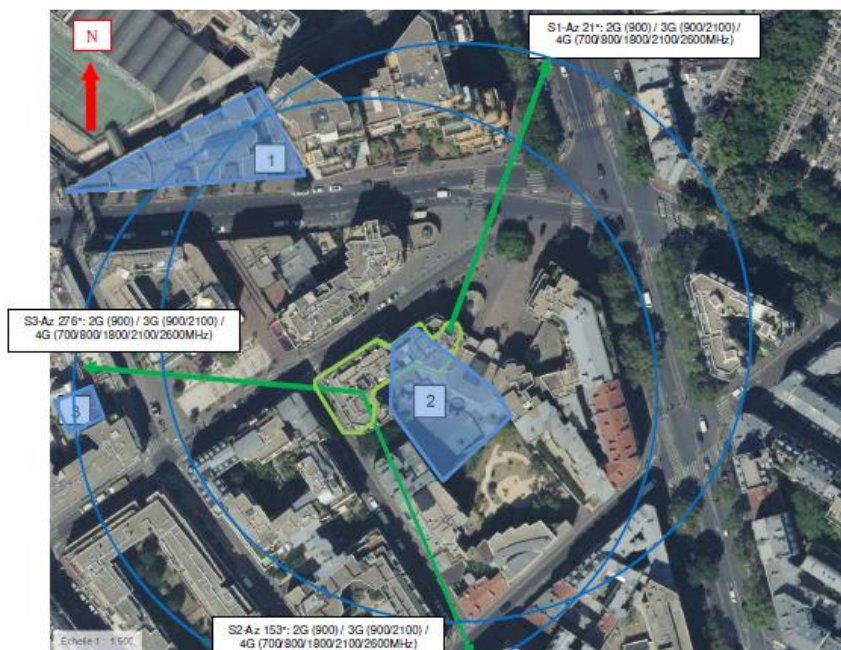 S1-Az 21°: 2G (900) / 3G (900/2100) /
4G (700/800/1800/2100/2600MHz)
N
1
S3-Az 276°: 2G (900) / 3G (900/2100) /
4G (700/800/1800/2100/2600MHz)
2
3
S2-Az 153°: 2G (900) / 3G (900/2100) /
4G (700/800/1800/2100/2600MHz)
Echelle 1 : 1.500